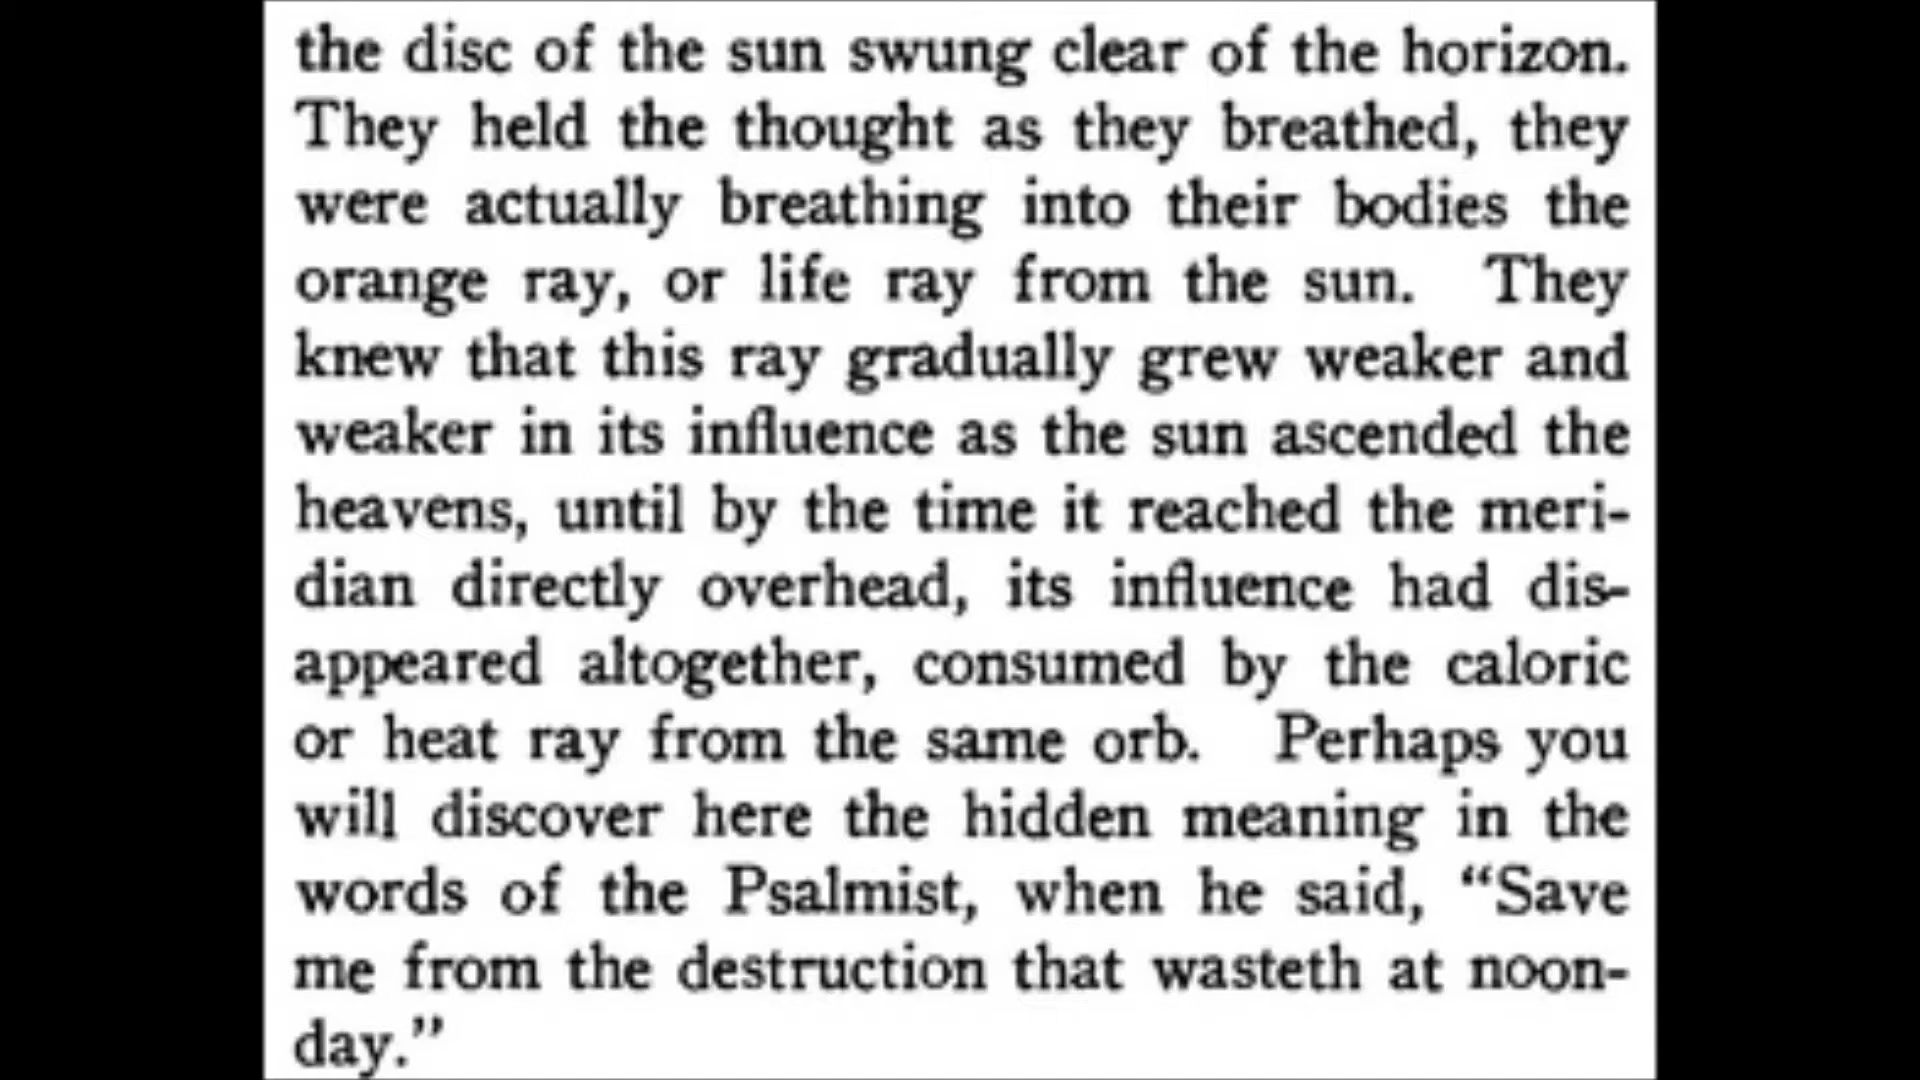 the disc of the sun swung clear of the horizon.
They held the thought as they breathed, they
were actually breathing into their bodies the
orange ray, or life ray from the sun. They
knew that this ray gradually grew weaker and
weaker in its influence as the sun ascended the
heavens, until by the time it reached the meri-
dian directly overhead, its influence had dis-
appeared altogether, consumed by the caloric
or heat ray from the same orb. Perhaps you
will discover here the hidden meaning in the
words of the Psalmist, when he said, “Save
me from the destruction that wasteth at noon-
day.”